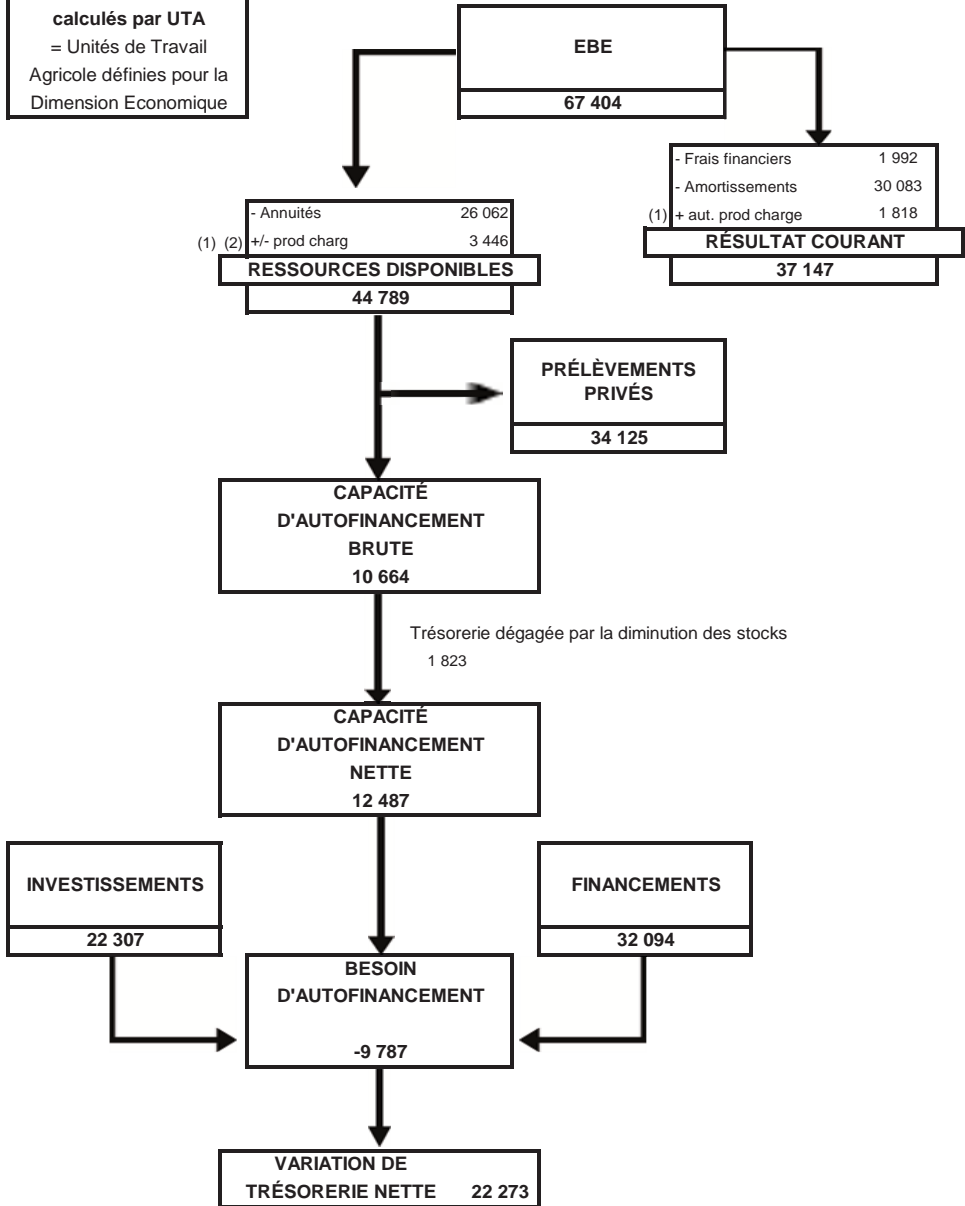 calculés par UTA
= Unités de Travail
Agricole définies pour la
Dimension Economique
EBE
67 404
- Frais financiers 1 992
- Amortissements 30 083
(1) + aut. prod charge 1 818
RÉSULTAT COURANT
37 147
- Annuités 26 062
(1) (2) +/- prod charg 3 446
RESSOURCES DISPONIBLES
44 789
PRÉLÈVEMENTS
PRIVÉS
34 125
CAPACITÉ
D'AUTOFINANCEMENT
BRUTE
10 664
Trésorerie dégagée par la diminution des stocks
1 823
CAPACITÉ
D'AUTOFINANCEMENT
NETTE
12 487
INVESTISSEMENTS
22 307
FINANCEMENTS
32 094
BESOIN
D'AUTOFINANCEMENT
-9 787
VARIATION DE
TRÉSORERIE NETTE 22 273